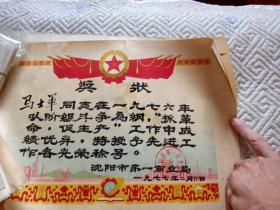 奖状
马士华同志在一九七六年
以阶级斗争为纲，“抓革
命，促生产”工作中成
绩优异，特授予先进工
作者光荣称号。
沈阳市第一商业局
一九七七年二月